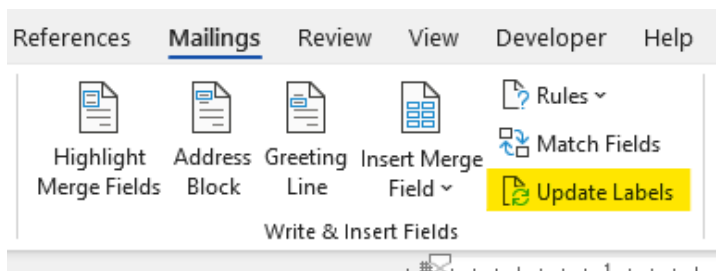 References Mailings Review View Developer Help
Highlight Merge Fields
Address Block
Greeting Line
Insert Merge Field
Rules
Match Fields
Update Labels
Write & Insert Fields
1